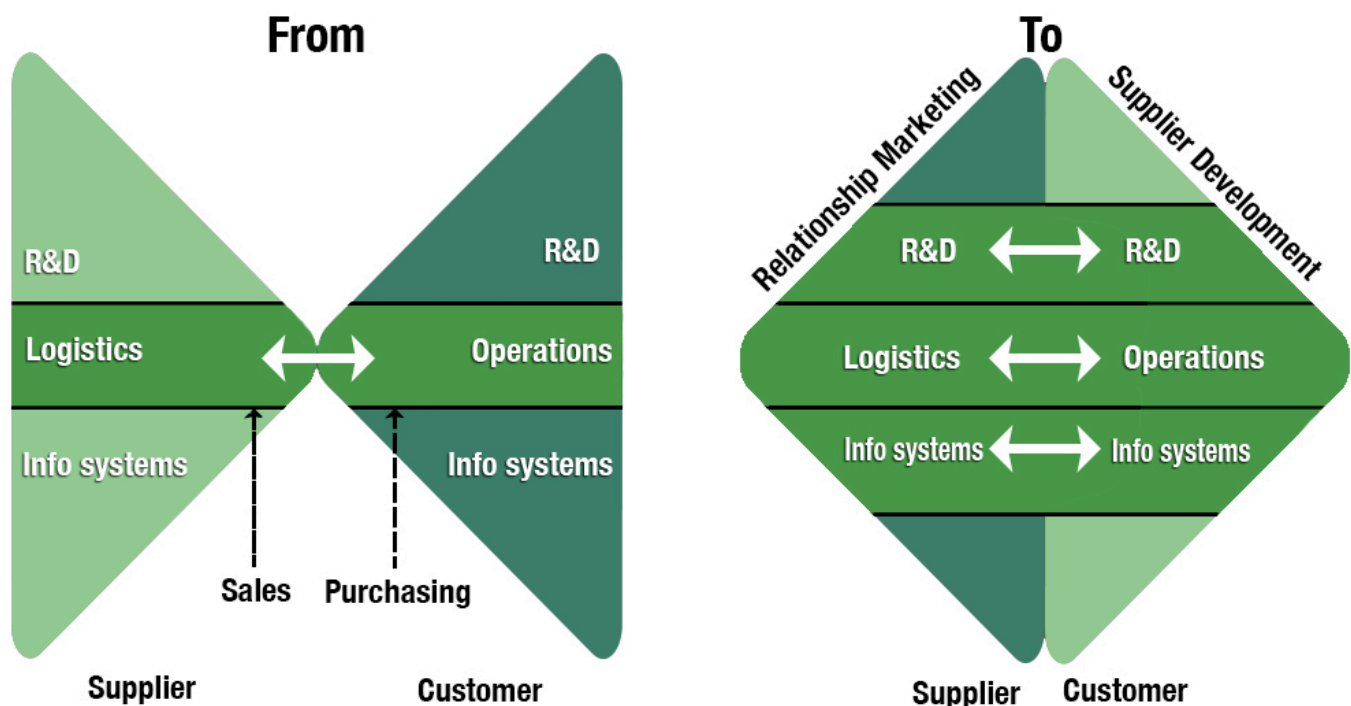 From
R&D
R&D
Logistics
Operations
Info systems
Info systems
Sales
Purchasing
Supplier
Customer
To
Relationship Marketing
Supplier Development
R&D
R&D
Logistics
Operations
Info systems
Info systems
Supplier
Customer